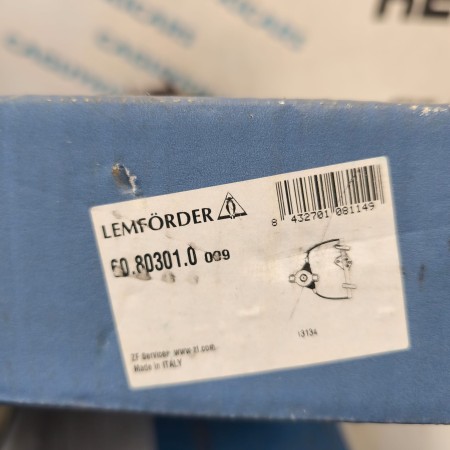 LEMFÖRDER
8 432701 081149
60.80301.0 009
13134
ZF Services www.zf.com
Made in ITALY